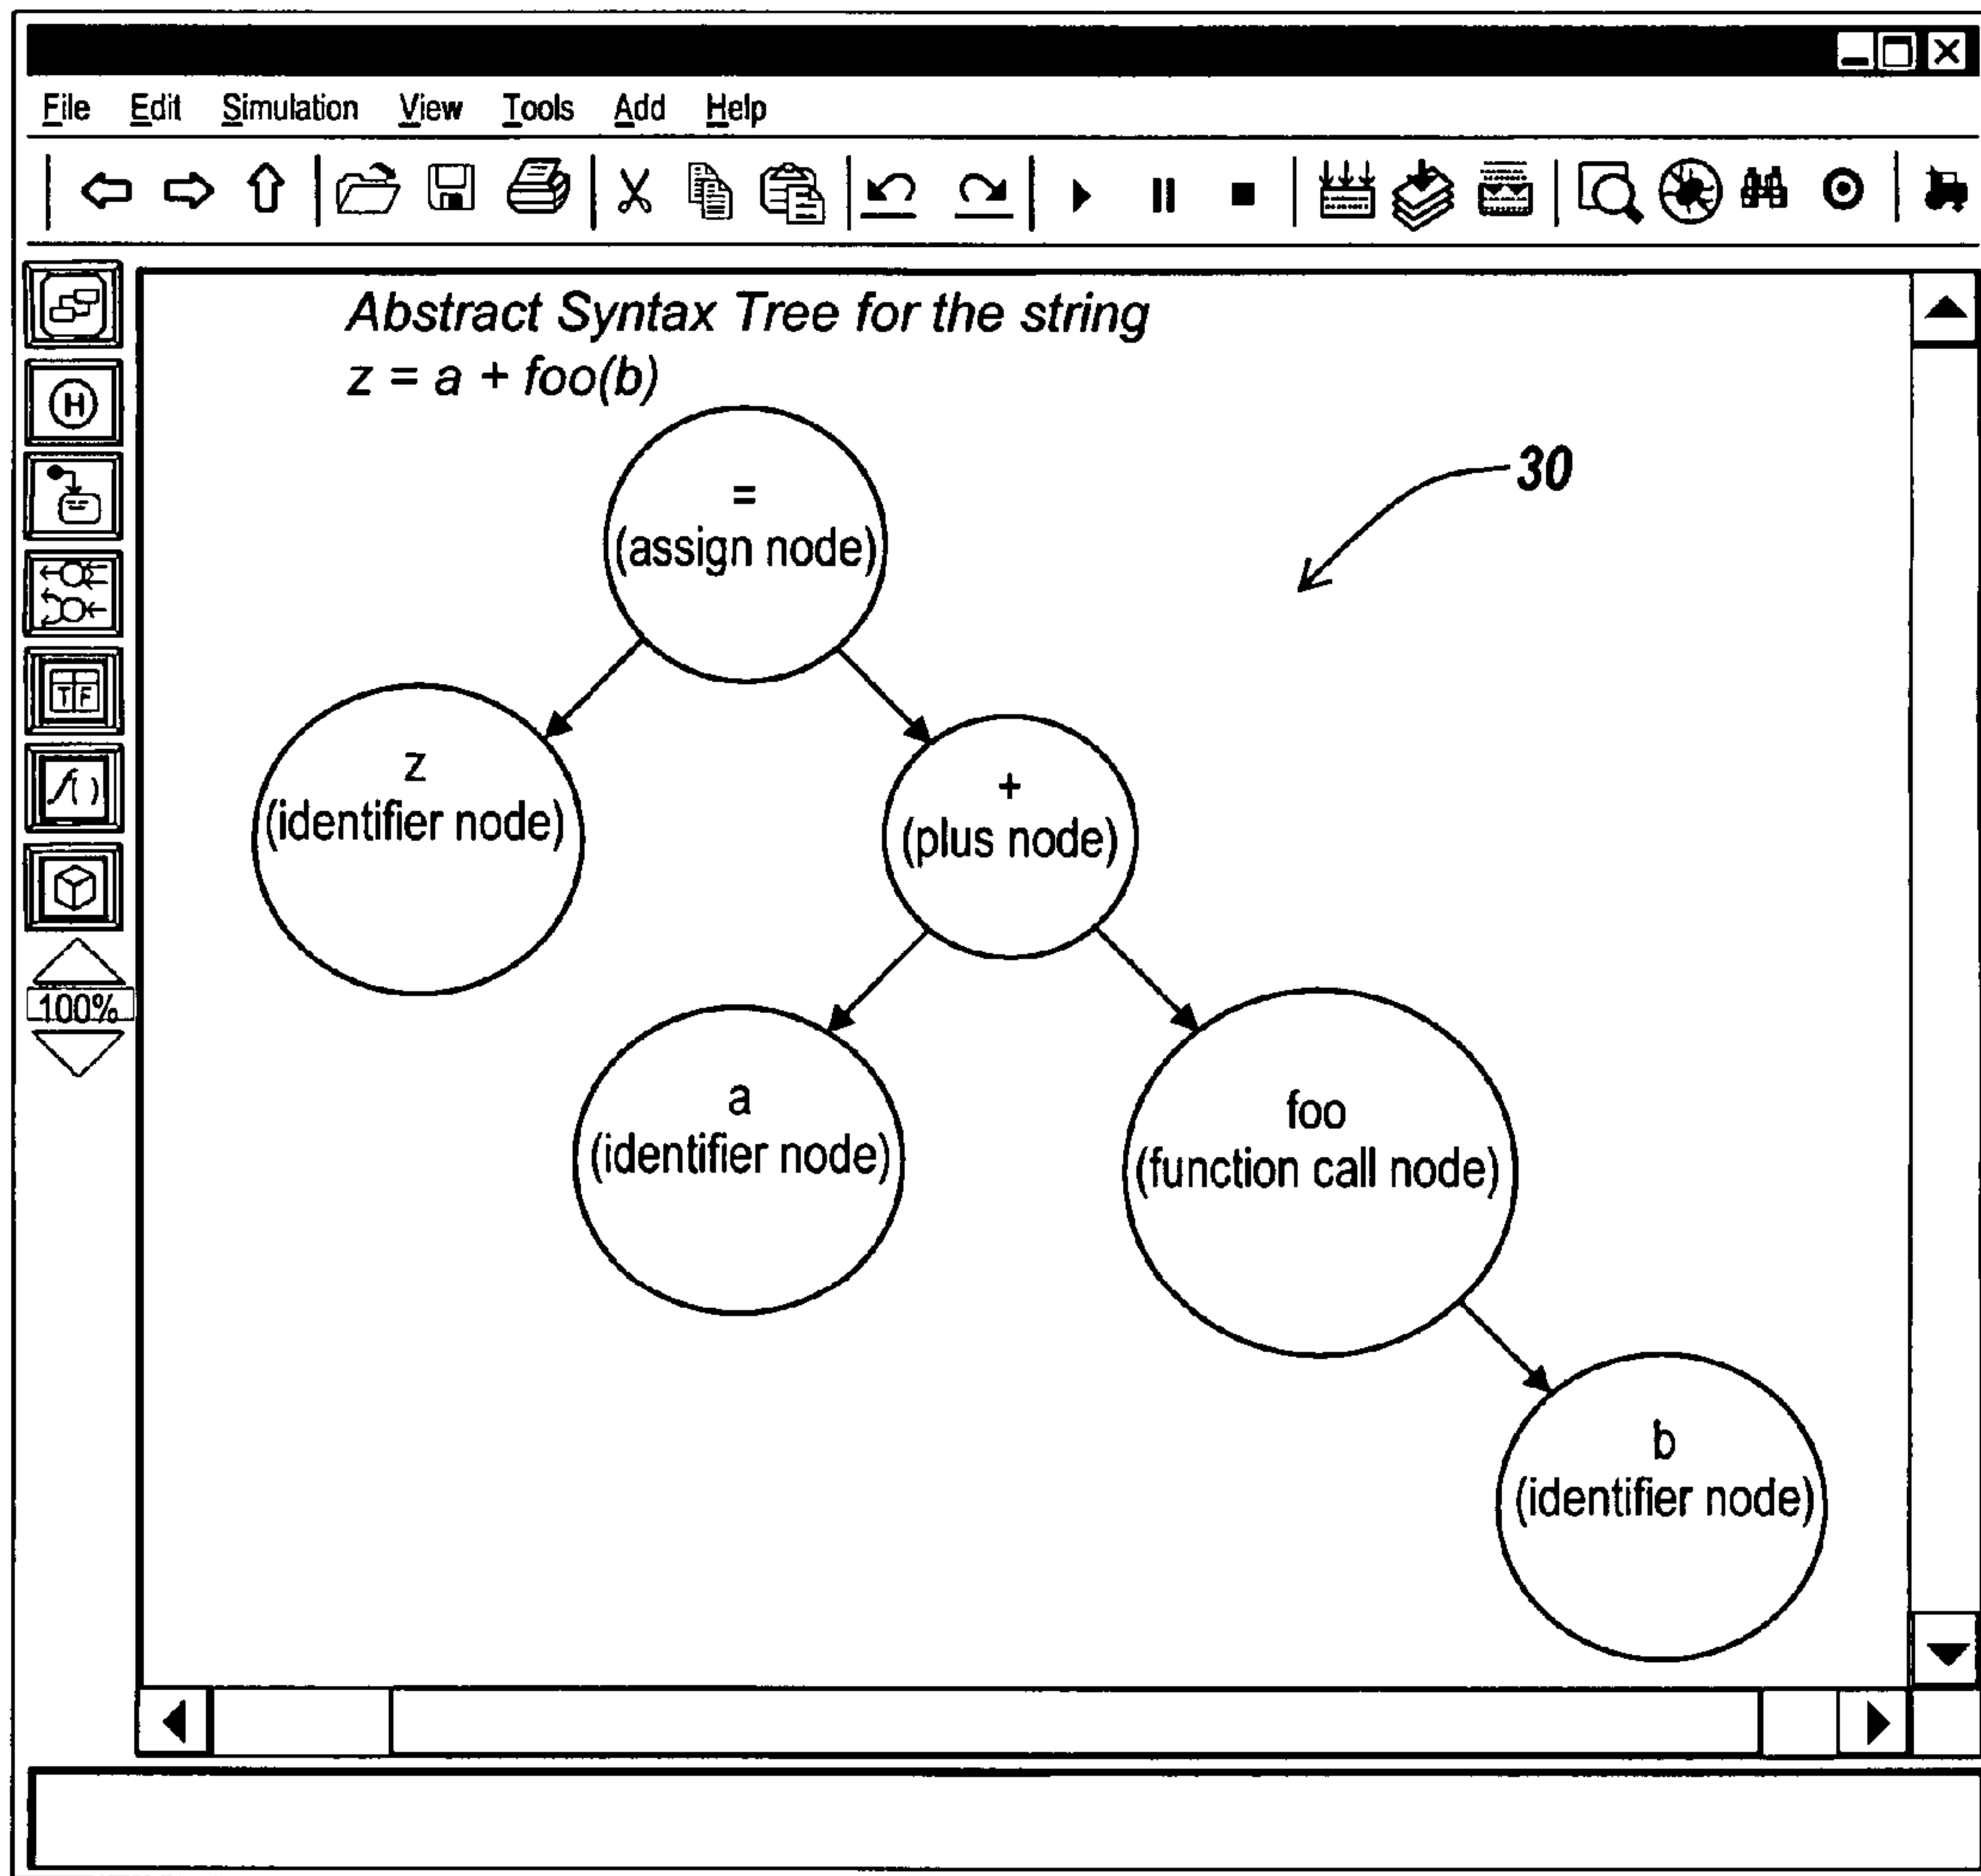 File Edit Simulation View Tools Add Help
Abstract Syntax Tree for the string
z = a + foo(b)
30
=
(assign node)
z
(identifier node)
+
(plus node)
a
(identifier node)
foo
(function call node)
b
(identifier node)
H
T F
f( )
100%